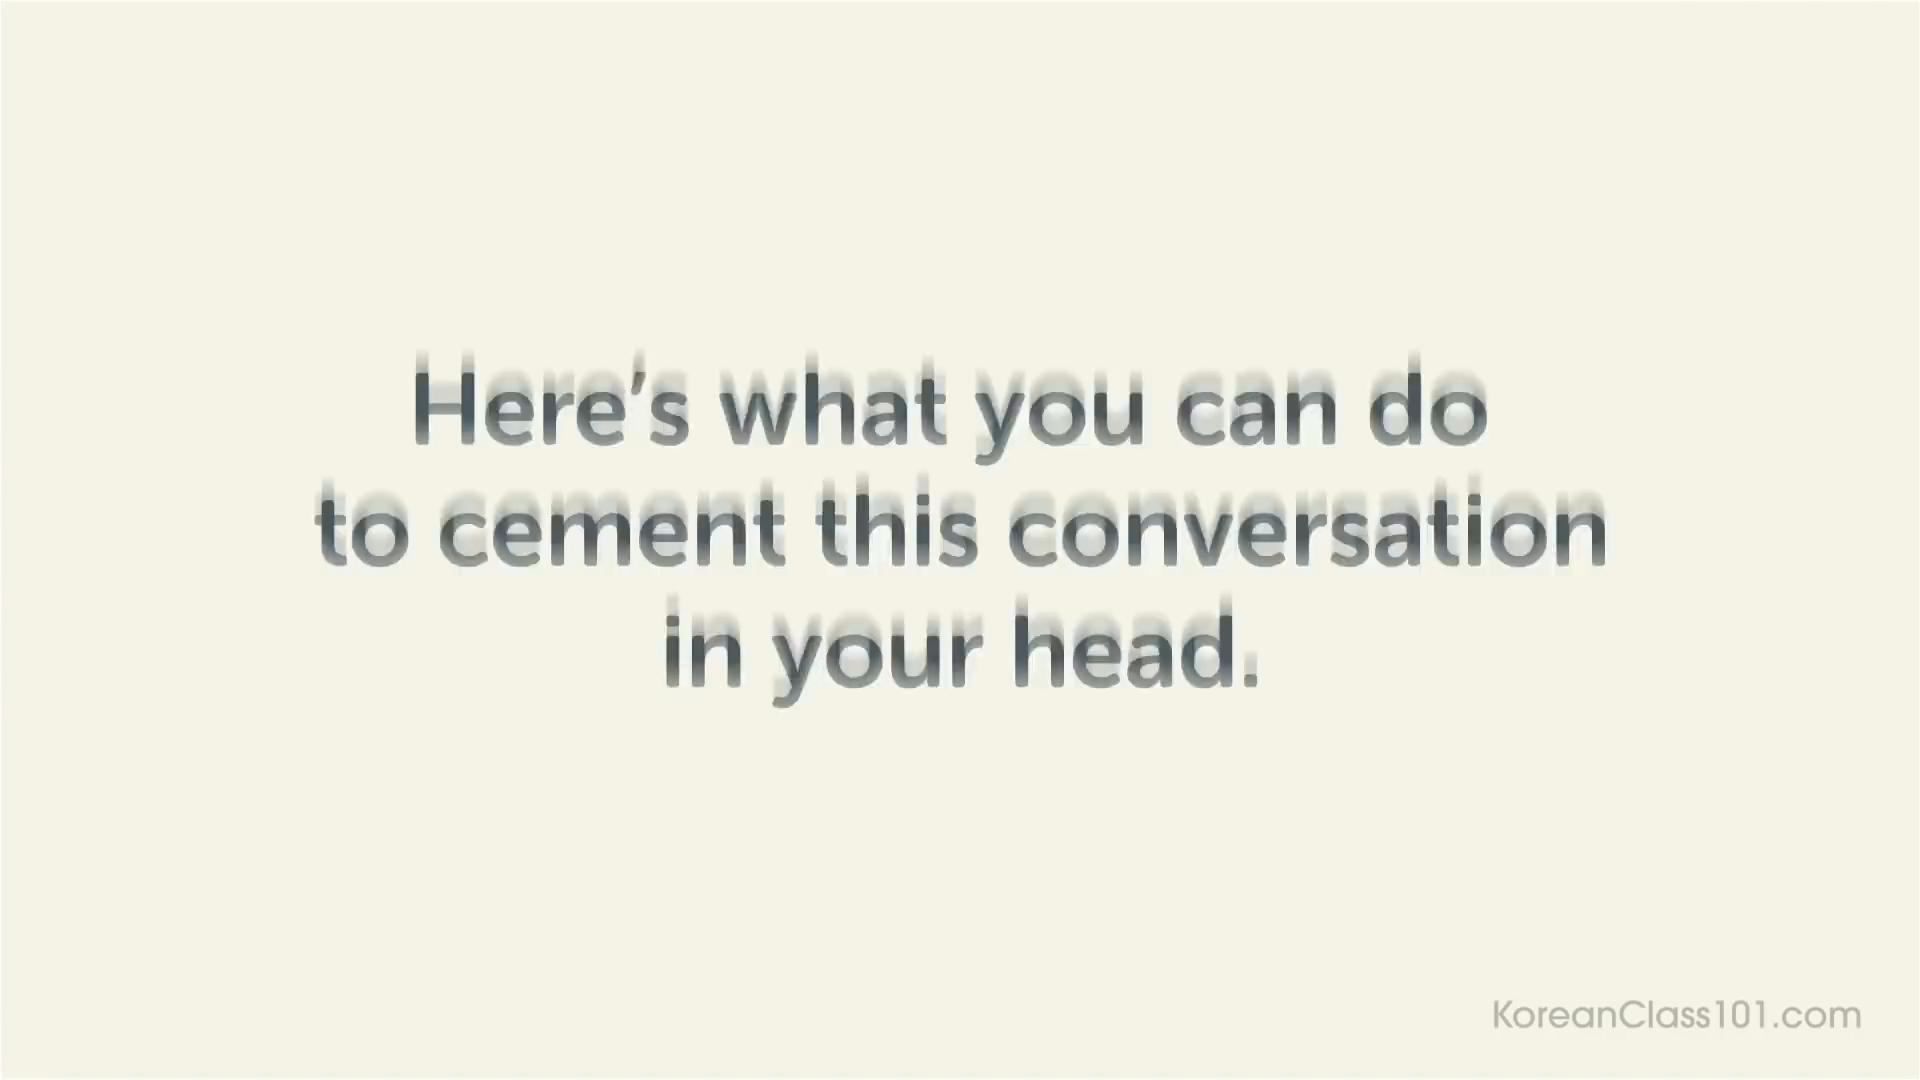 Here’s what you can do
to cement this conversation
in your head.
KoreanClass101.com